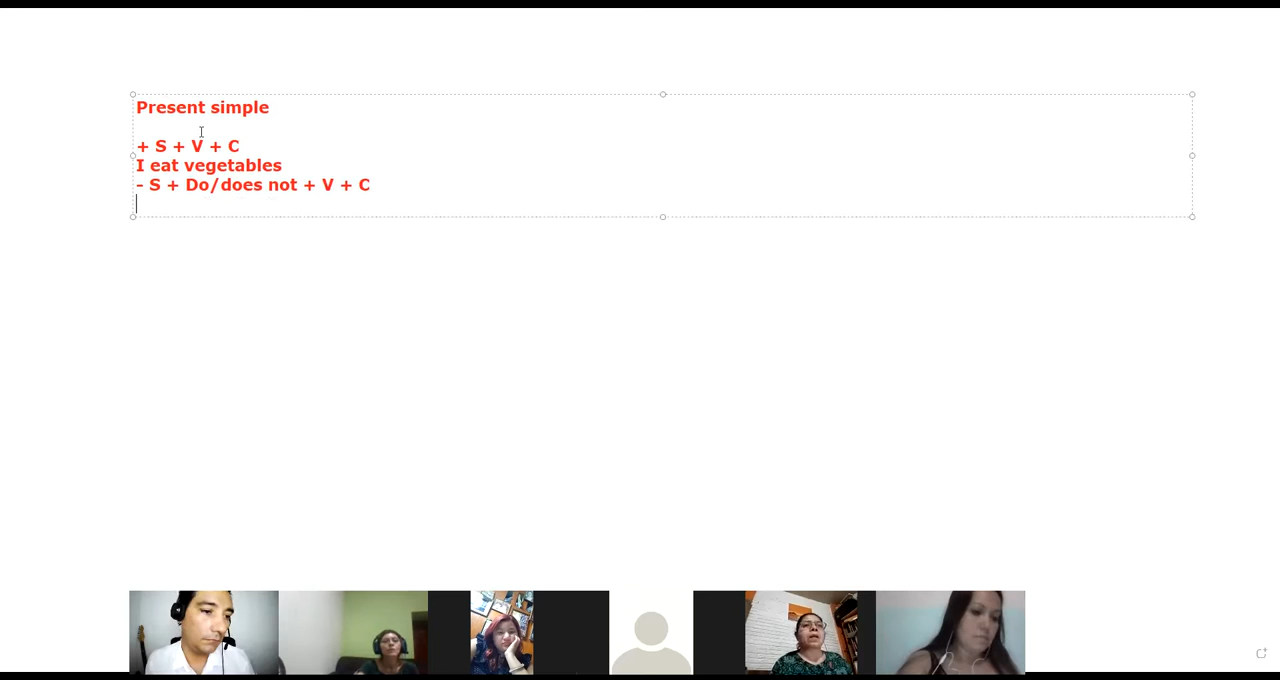 Present simple
+ S + V + C
I eat vegetables
- S + Do/does not + V + C